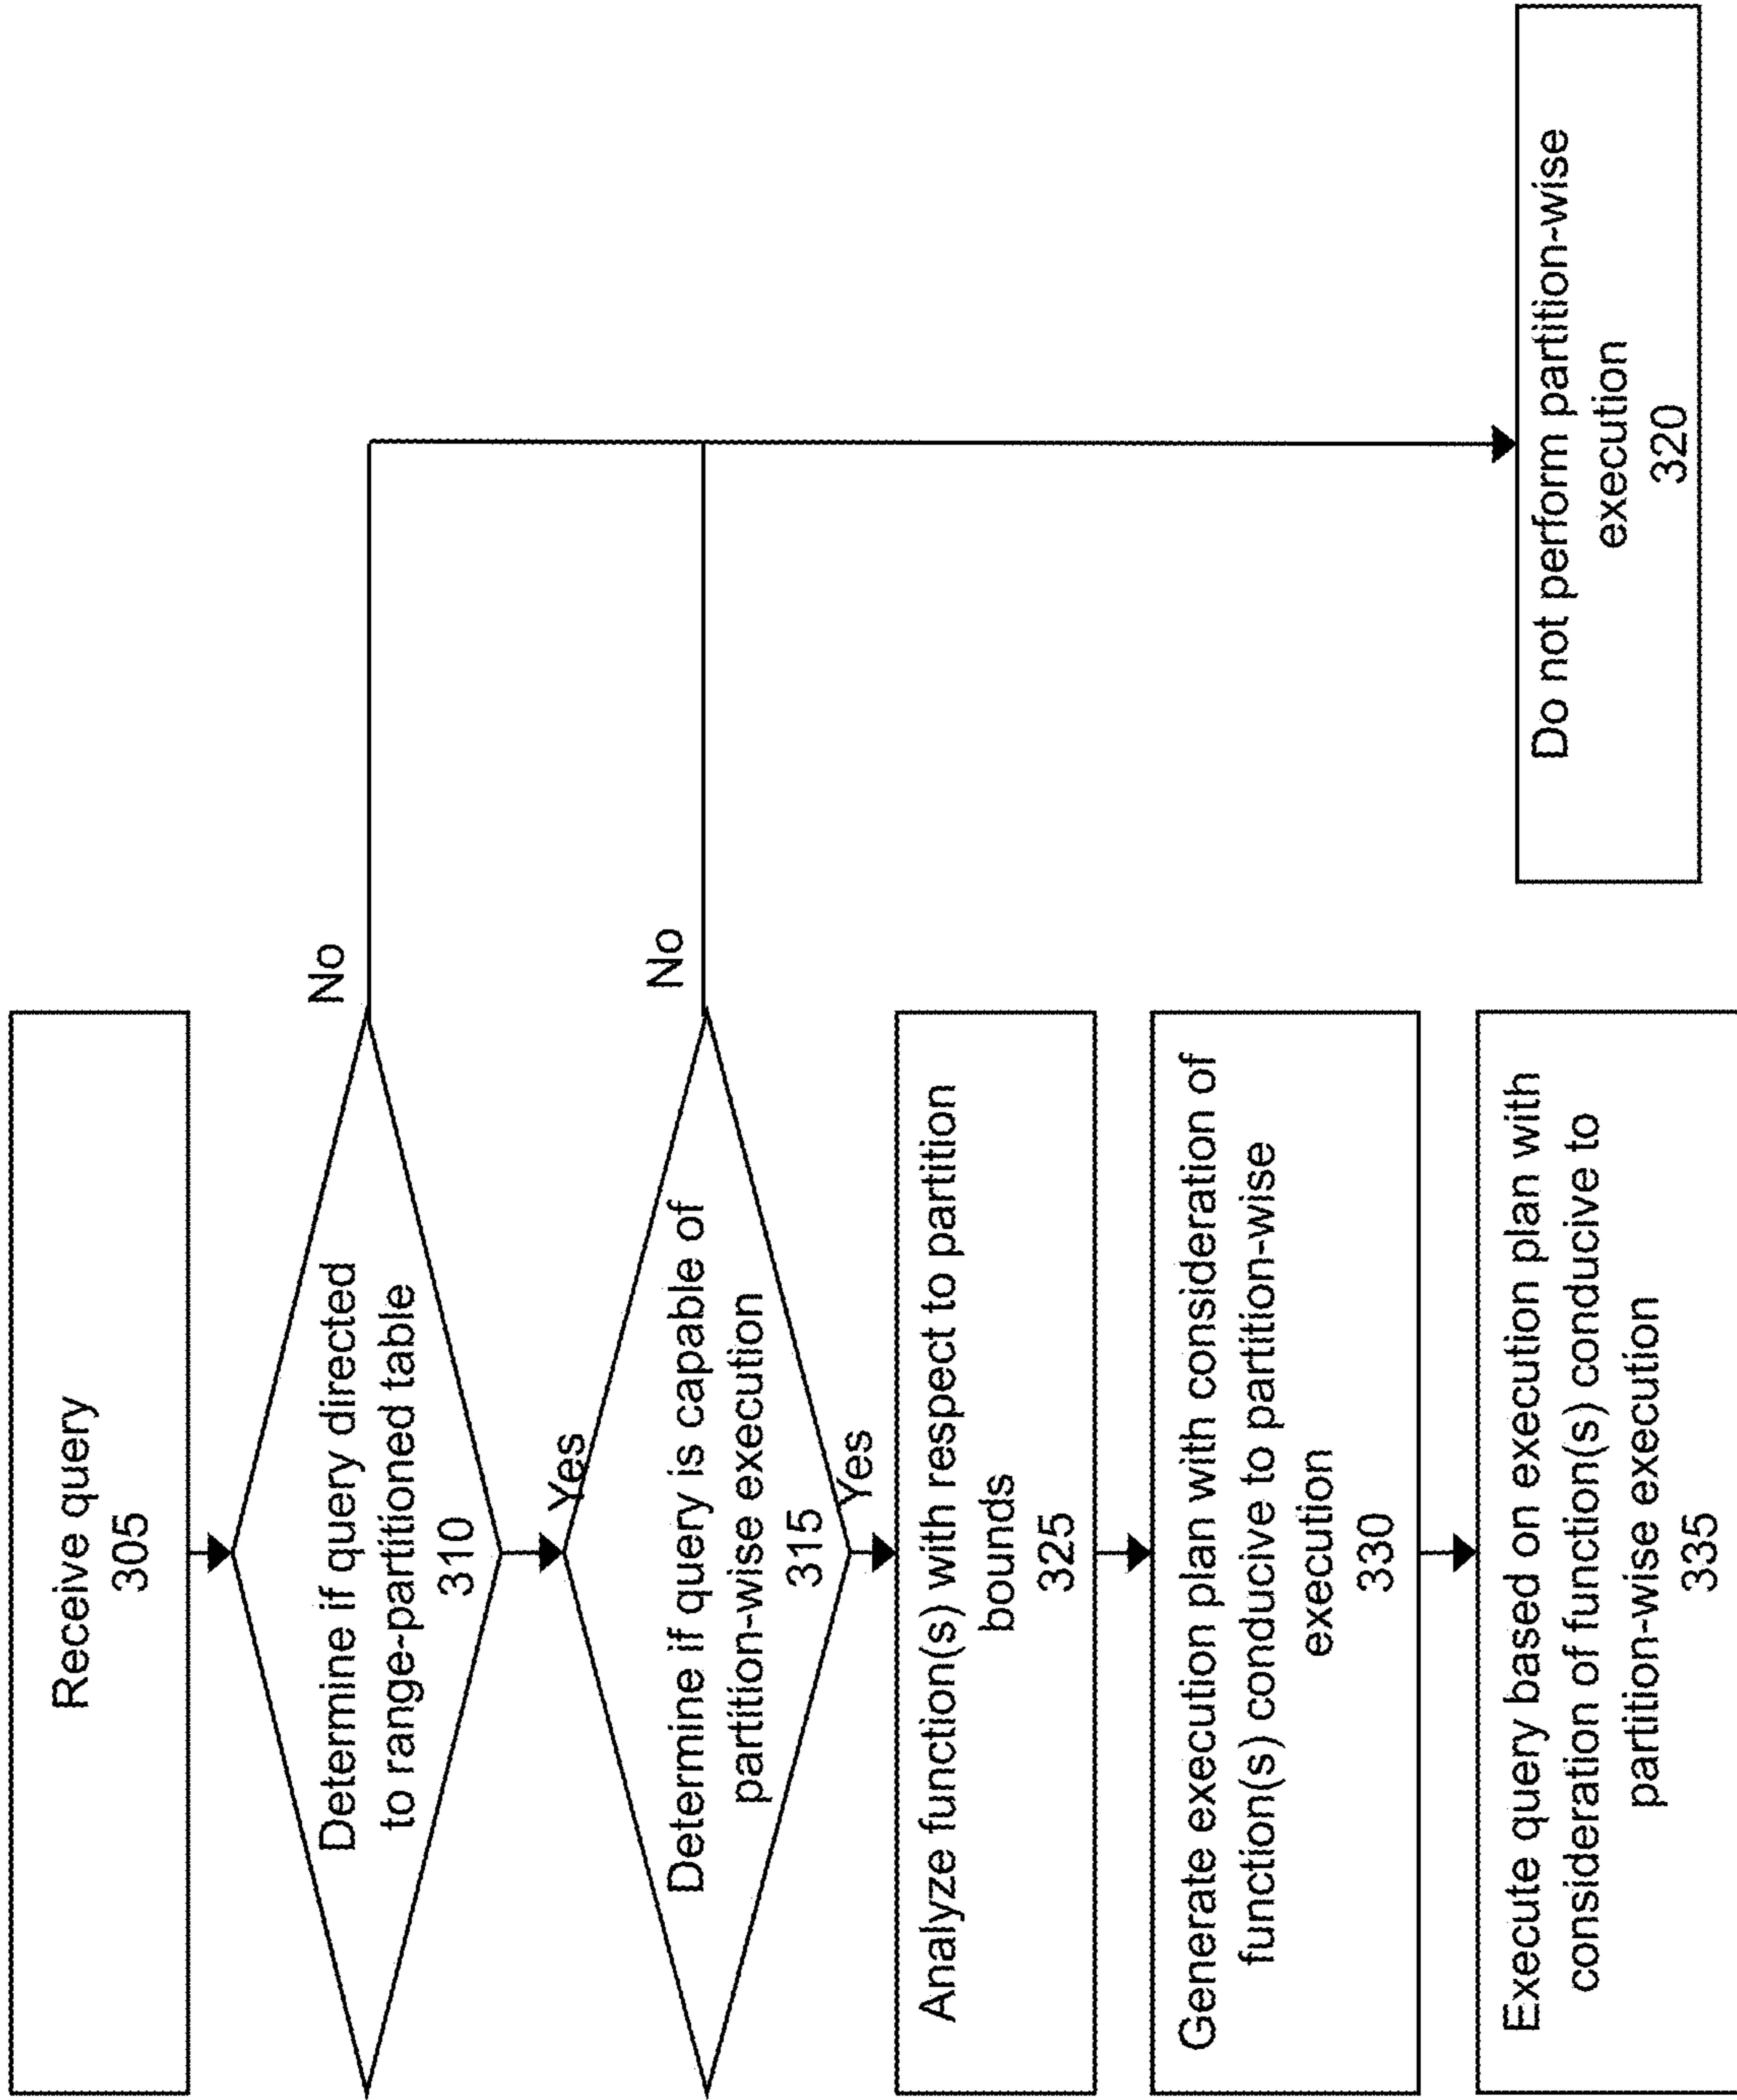 Receive query
305
Determine if query directed
to range-partitioned table
310
No
Yes
Determine if query is capable of
partition-wise execution
315
No
Yes
Analyze function(s) with respect to partition
bounds
325
Generate execution plan with consideration of
function(s) conducive to partition-wise
execution
330
Execute query based on execution plan with
consideration of function(s) conducive to
partition-wise execution
335
Do not perform partition-wise
execution
320